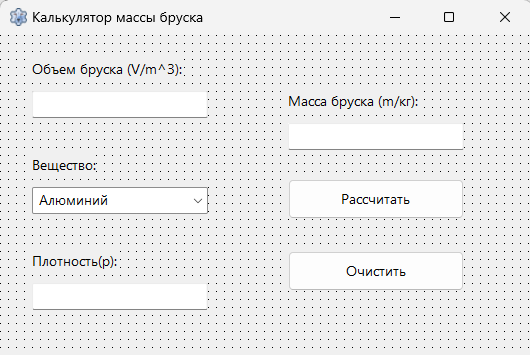 Калькулятор массы бруска
Объем бруска (V/m^3):
Масса бруска (m/кг):
Вещество:
Алюминий
Рассчитать
Плотность(p):
Очистить